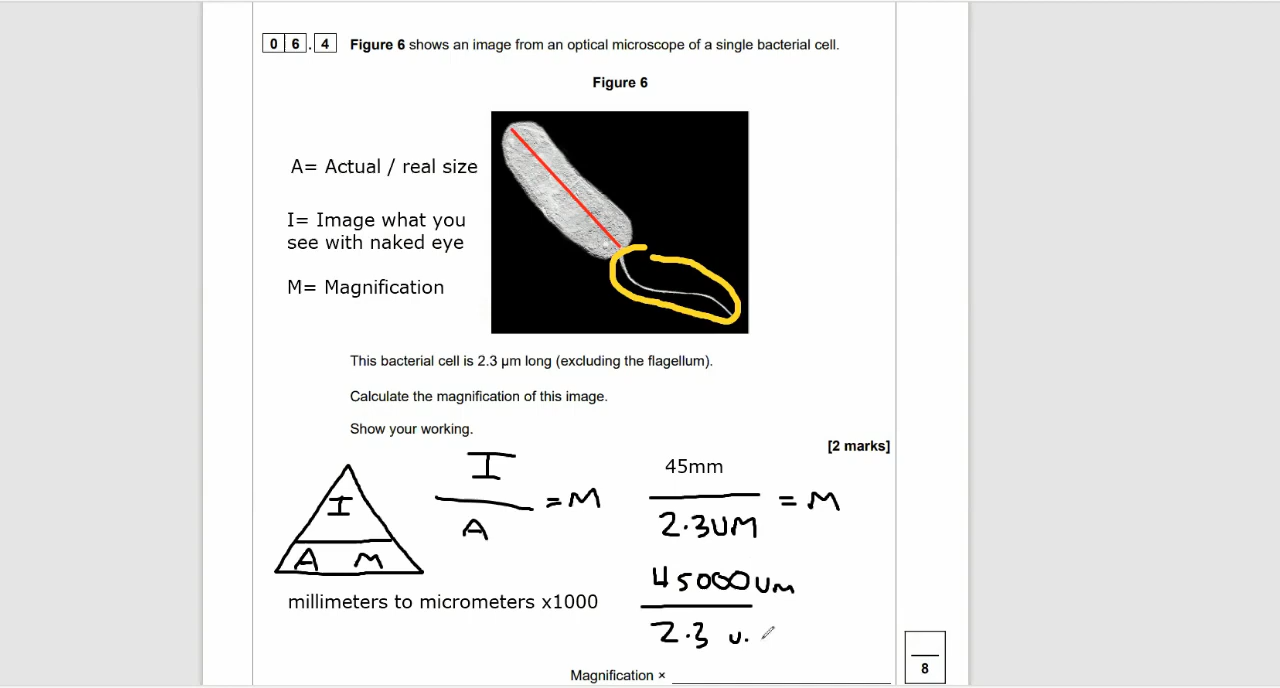 06.4 Figure 6 shows an image from an optical microscope of a single bacterial cell.
Figure 6
A= Actual / real size
I= Image what you
see with naked eye
M= Magnification
This bacterial cell is 2.3 µm long (excluding the flagellum).
Calculate the magnification of this image.
Show your working.
[2 marks]
I
A M
I
A
=M
45mm
2.3UM
= M
45000um
2.3 u.
millimeters to micrometers x1000
Magnification ×
8